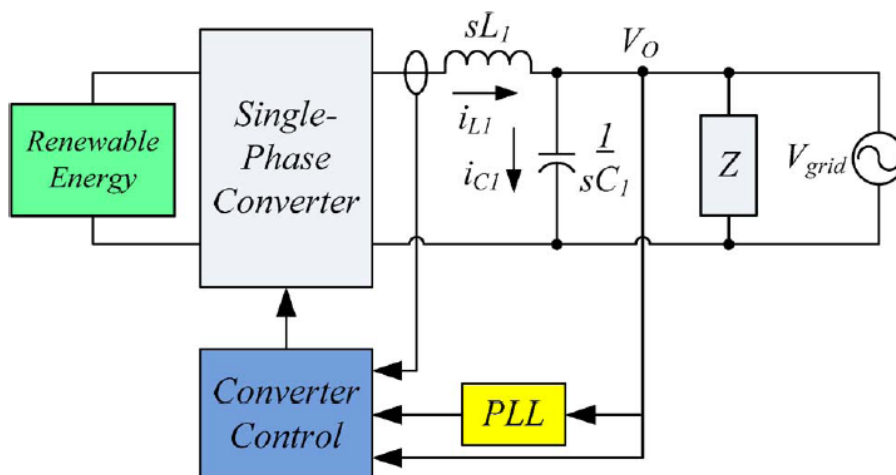 sL1
VO
Renewable
Energy
Single-
Phase
Converter
iL1
iC1
1
sC1
Z
Vgrid
Converter
Control
PLL